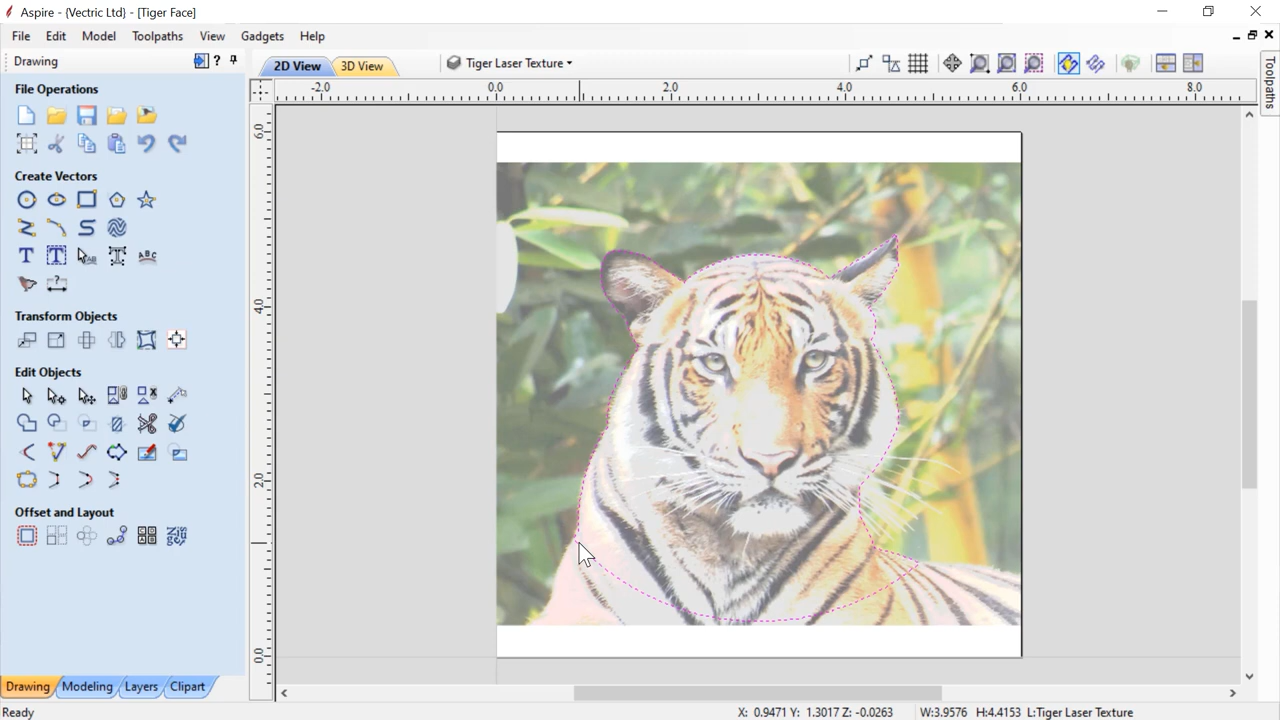 Aspire - {Vectric Ltd} - [Tiger Face]
File Edit Model Toolpaths View Gadgets Help
Drawing
2D View 3D View Tiger Laser Texture
File Operations
-2.0 0.0 2.0 4.0 6.0 8.0
Toolpaths
6.0
4.0
2.0
0.0
Create Vectors
T T AB T ABC
Transform Objects
Edit Objects
Offset and Layout
Drawing Modeling Layers Clipart
Ready X: 0.9471 Y: 1.3017 Z: -0.0263 W:3.9576 H:4.4153 L:Tiger Laser Texture